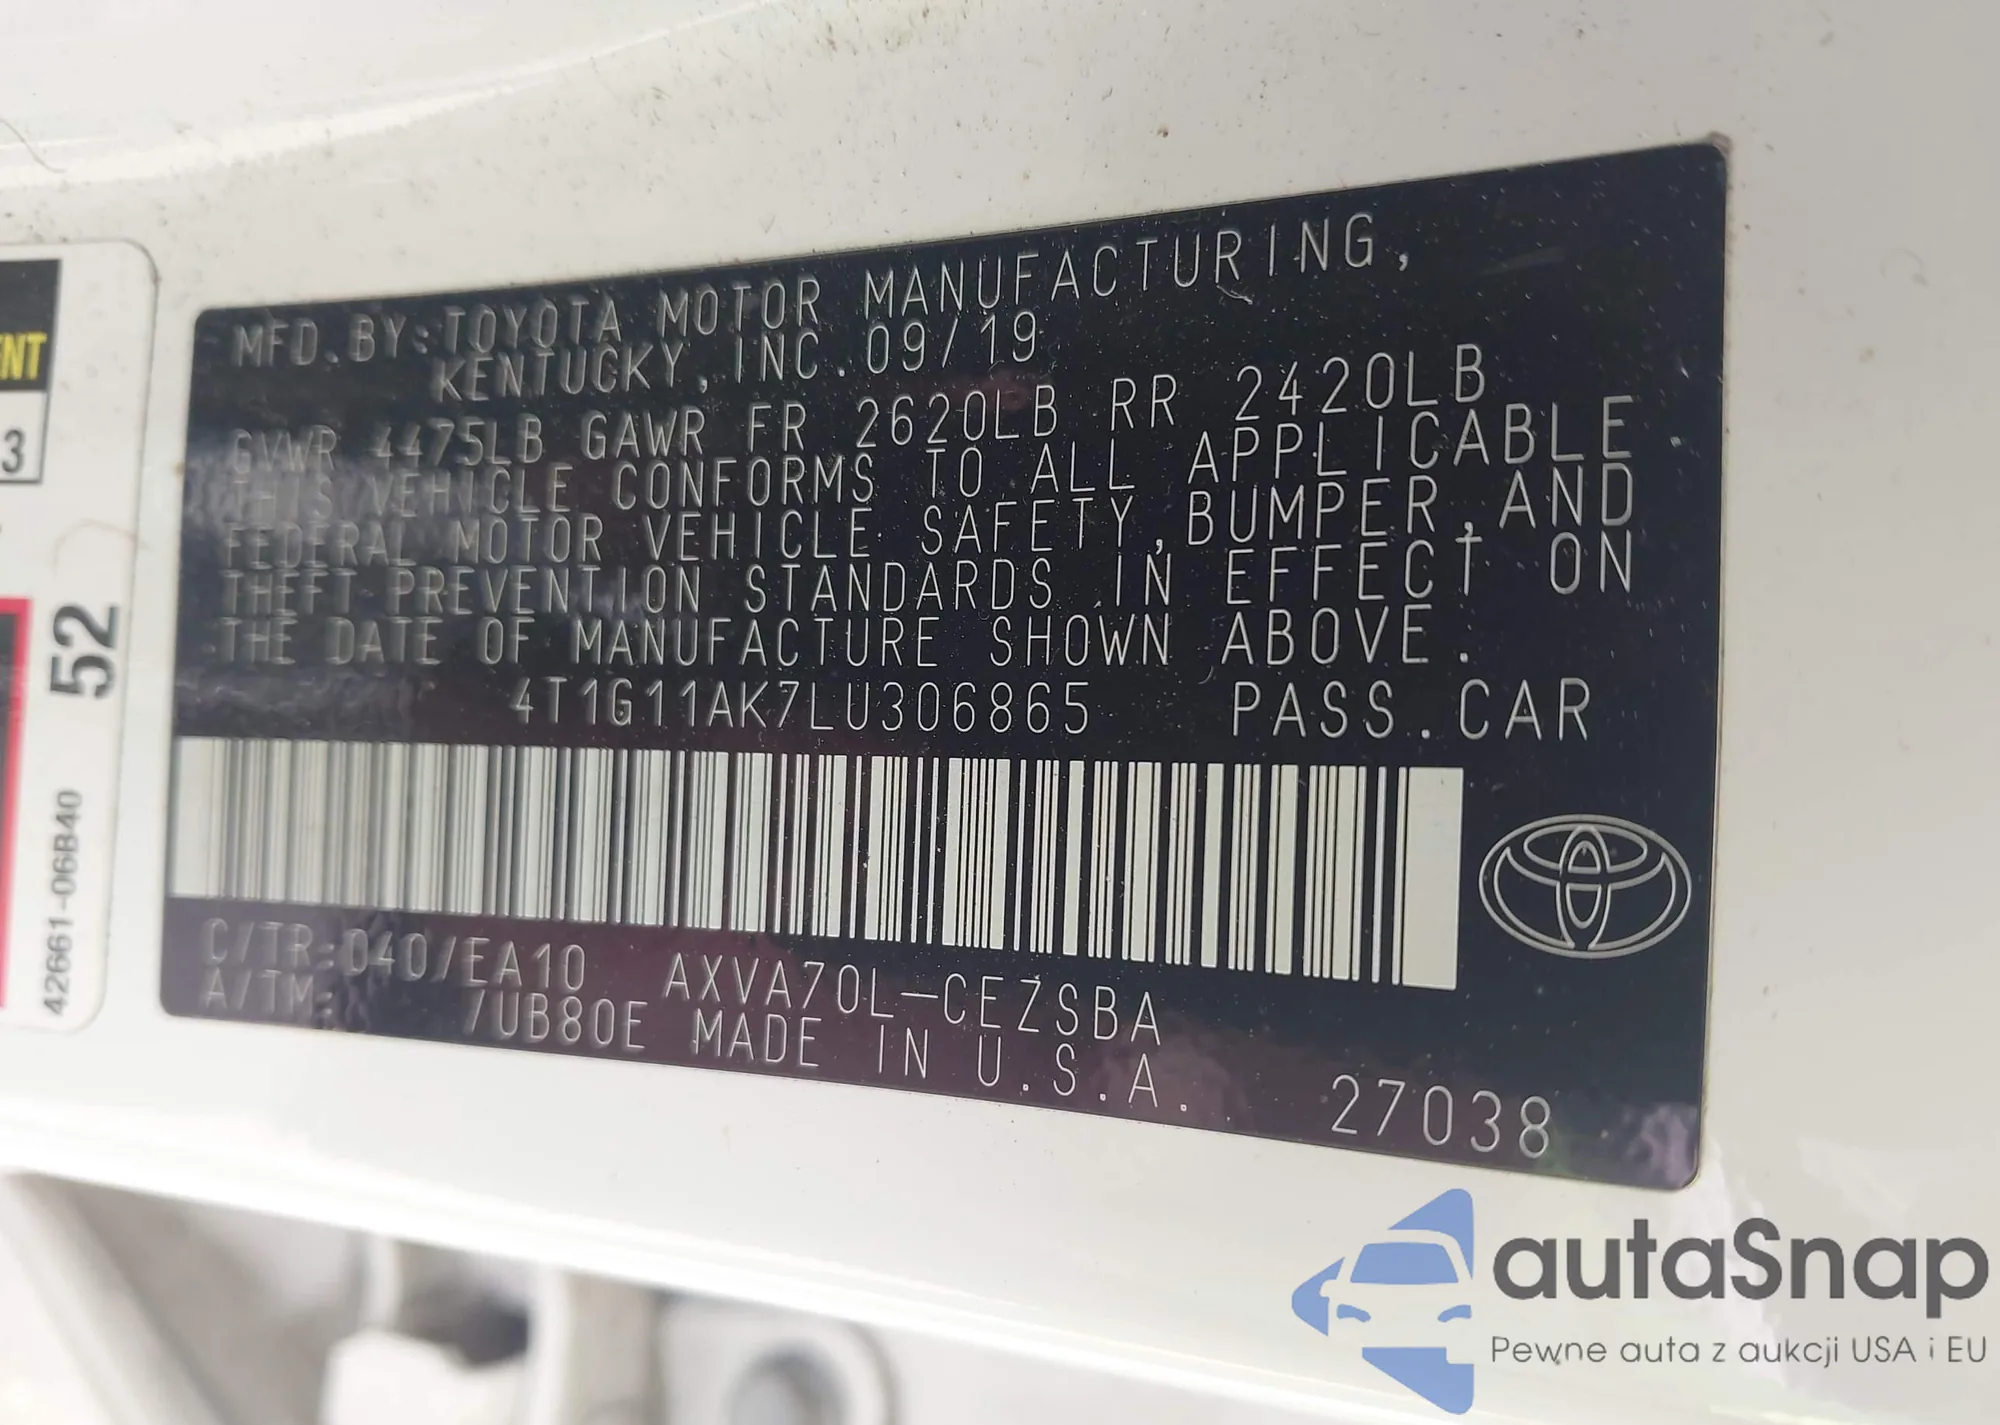 MFD.BY:TOYOTA MOTOR MANUFACTURING,
KENTUCKY, INC. 09/19
GVWR 4475LB GAWR FR 2620LB RR 2420LB
THIS VEHICLE CONFORMS TO ALL APPLICABLE
FEDERAL MOTOR VEHICLE SAFETY,BUMPER,AND
THEFT PREVENTION STANDARDS IN EFFECT ON
THE DATE OF MANUFACTURE SHOWN ABOVE.
4T1G11AK7LU306865 PASS.CAR
C/TR:040/EA10 AXVA70L-CEZSBA
A/TM: /UB80E MADE IN U.S.A.
27038
3
52
42661-06B40
autaSnap
Pewne auta z aukcji USA i EU